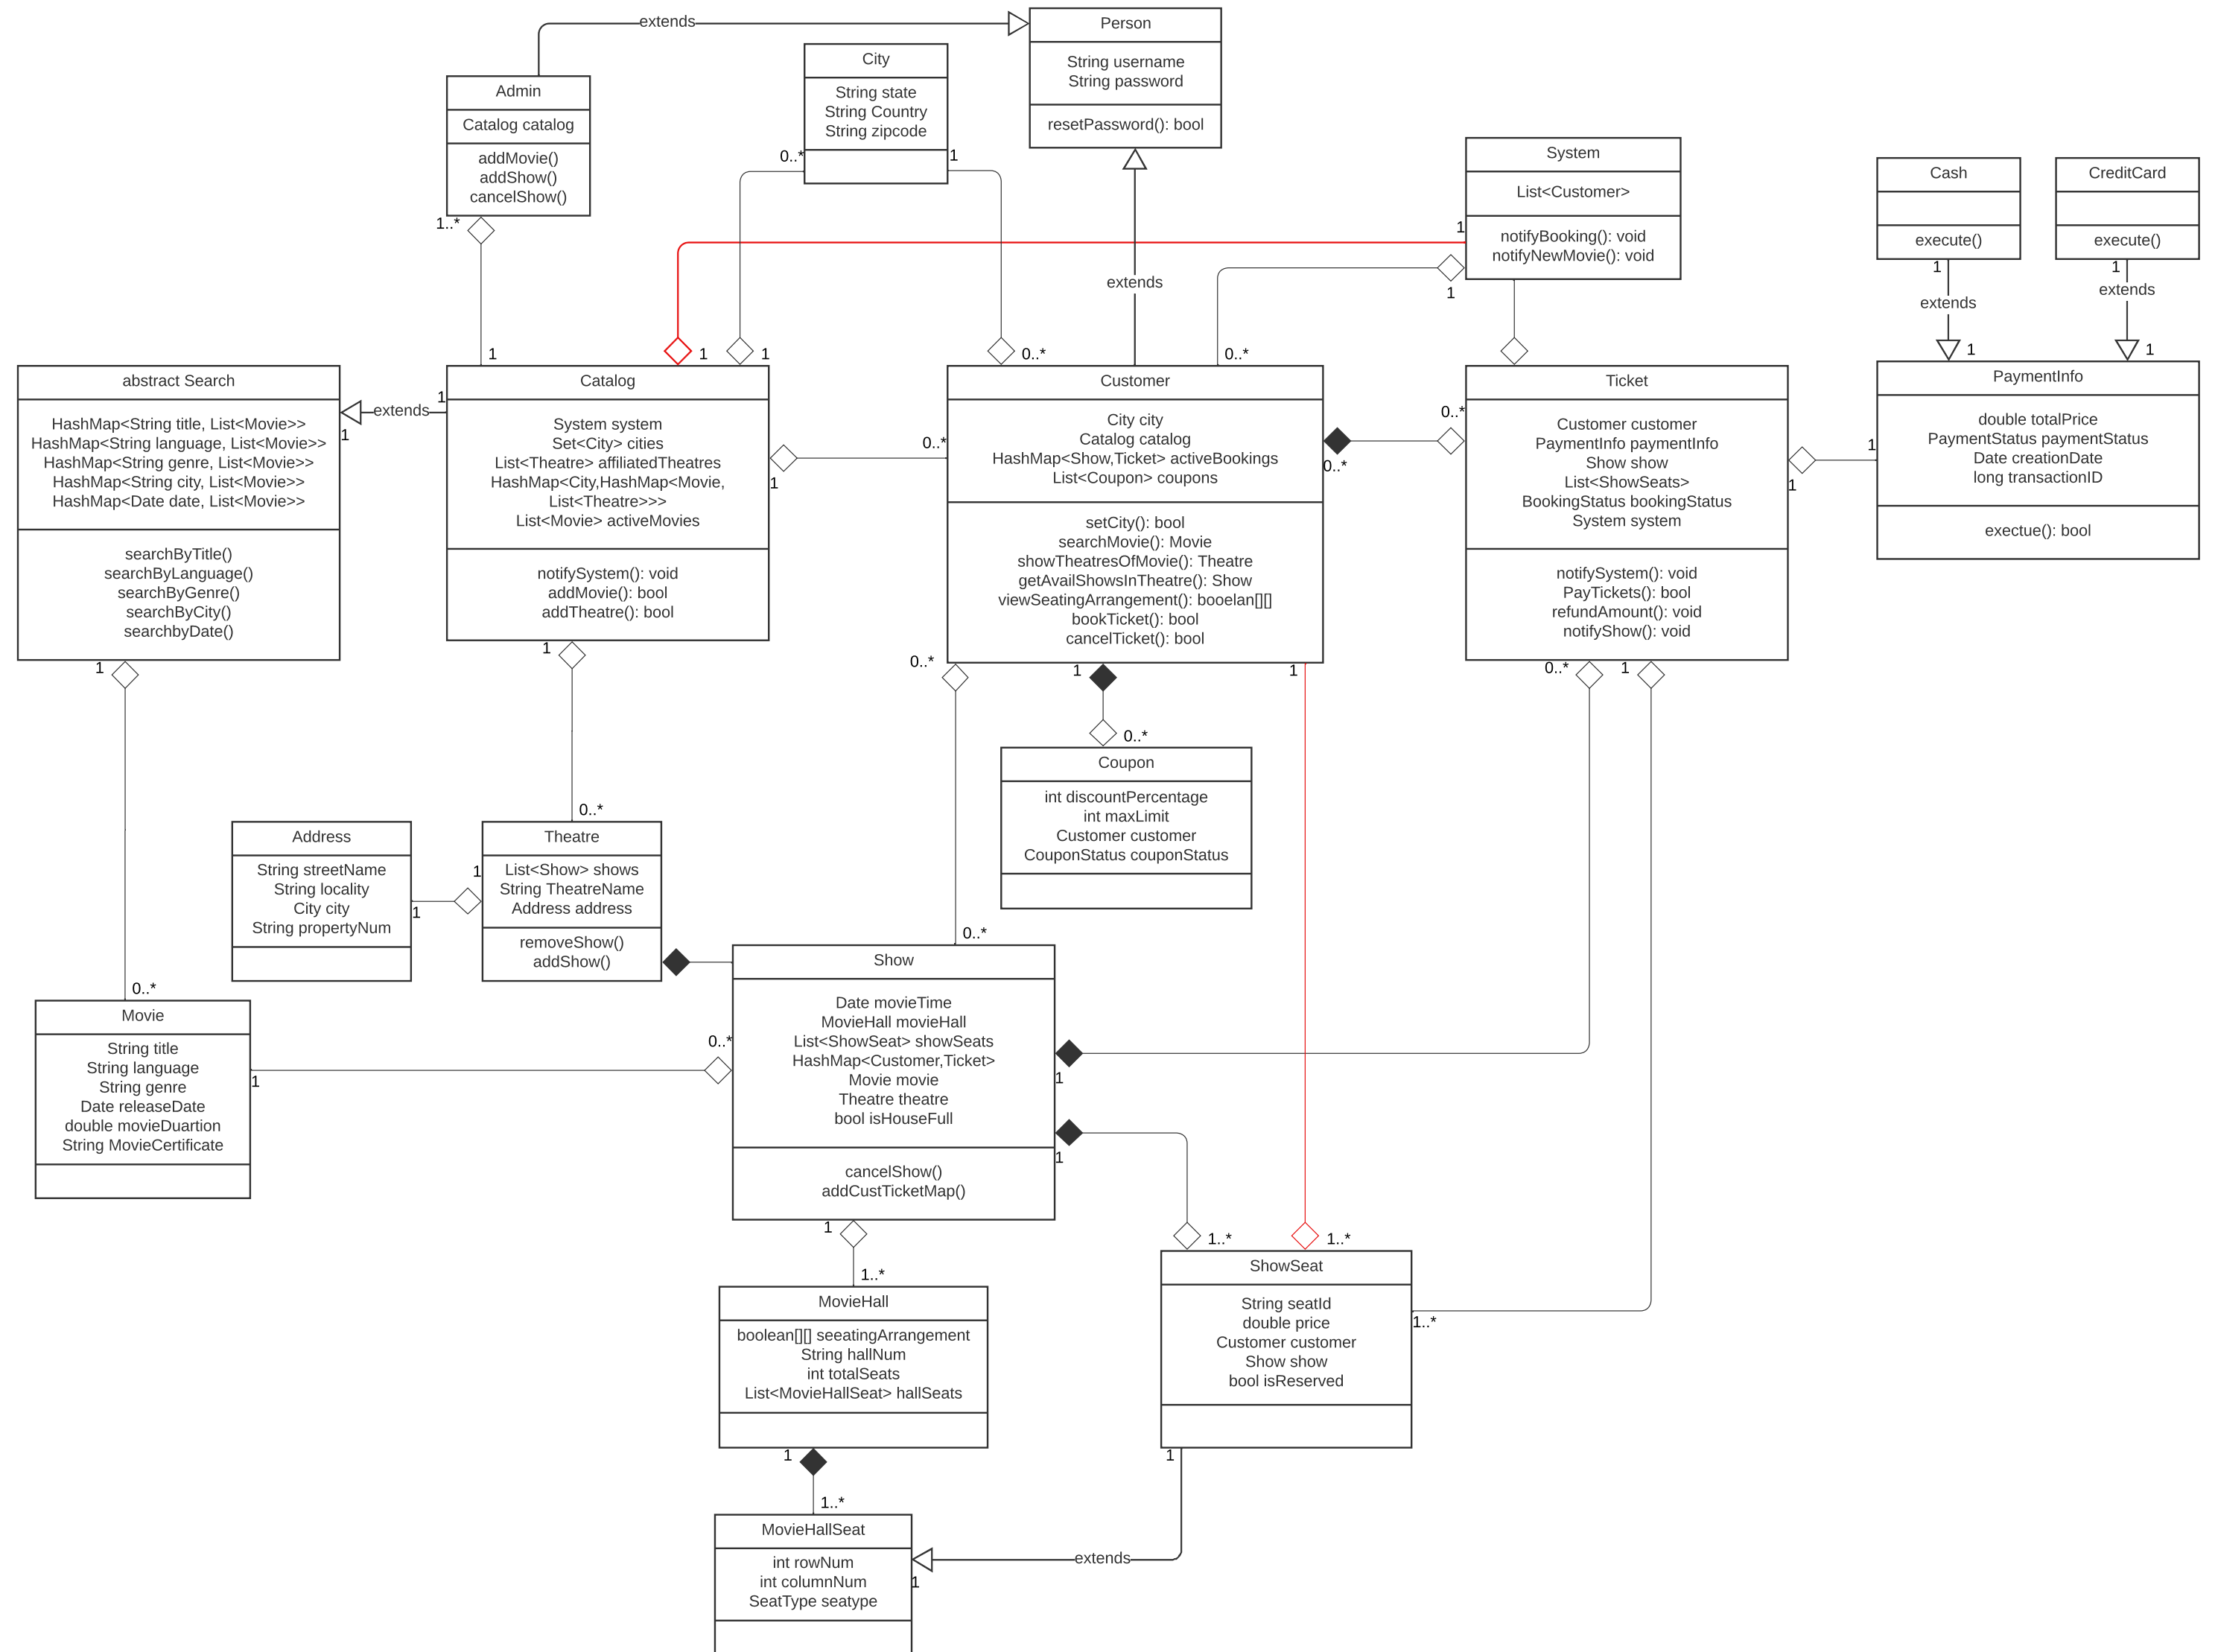 extends
Person
String username
String password
resetPassword(): bool
City
String state
String Country
String zipcode
0..*
1
Admin
Catalog catalog
addMovie()
addShow()
cancelShow()
1..*
1
System
List<Customer>
notifyBooking(): void
notifyNewMovie(): void
1
1
Cash
execute()
1
extends
1
CreditCard
execute()
1
extends
1
extends
1
1
0..*
0..*
abstract Search
HashMap<String title, List<Movie>>
HashMap<String language, List<Movie>>
HashMap<String genre, List<Movie>>
HashMap<String city, List<Movie>>
HashMap<Date date, List<Movie>>
searchByTitle()
searchByLanguage()
searchByGenre()
searchByCity()
searchbyDate()
1
extends
1
1
Catalog
System system
Set<City> cities
List<Theatre> affiliatedTheatres
HashMap<City,HashMap<Movie,
List<Theatre>>>
List<Movie> activeMovies
notifySystem(): void
addMovie(): bool
addTheatre(): bool
1
0..*
1
Customer
City city
Catalog catalog
HashMap<Show,Ticket> activeBookings
List<Coupon> coupons
setCity(): bool
searchMovie(): Movie
showTheatresOfMovie(): Theatre
getAvailShowsInTheatre(): Show
viewSeatingArrangement(): booelan[][]
bookTicket(): bool
cancelTicket(): bool
0..*
0..*
0..*
1
1
Ticket
Customer customer
PaymentInfo paymentInfo
Show show
List<ShowSeats>
BookingStatus bookingStatus
System system
notifySystem(): void
PayTickets(): bool
refundAmount(): void
notifyShow(): void
1
1
0..*
1
PaymentInfo
double totalPrice
PaymentStatus paymentStatus
Date creationDate
long transactionID
exectue(): bool
0..*
Coupon
int discountPercentage
int maxLimit
Customer customer
CouponStatus couponStatus
0..*
Address
String streetName
String locality
City city
String propertyNum
1
1
Theatre
List<Show> shows
String TheatreName
Address address
removeShow()
addShow()
0..*
0..*
Movie
String title
String language
String genre
Date releaseDate
double movieDuartion
String MovieCertificate
1
0..*
Show
Date movieTime
MovieHall movieHall
List<ShowSeat> showSeats
HashMap<Customer,Ticket>
Movie movie
Theatre theatre
bool isHouseFull
cancelShow()
addCustTicketMap()
1
1
1
1..*
1..*
1..*
MovieHall
boolean[][] seeatingArrangement
String hallNum
int totalSeats
List<MovieHallSeat> hallSeats
1
1..*
ShowSeat
String seatId
double price
Customer customer
Show show
bool isReserved
1..*
1
MovieHallSeat
int rowNum
int columnNum
SeatType seatype
extends
1